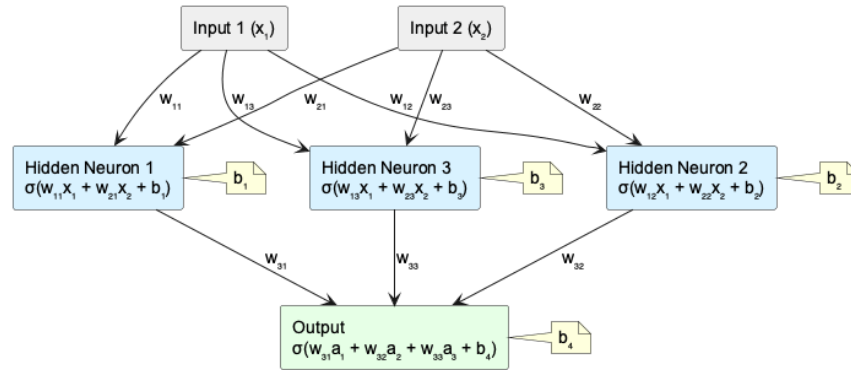 Input 1 (x₁)
Input 2 (x₂)
w₁₁
w₁₃
w₂₁
w₁₂
w₂₃
w₂₂
Hidden Neuron 1
σ(w₁₁x₁ + w₂₁x₂ + b₁)
b₁
Hidden Neuron 3
σ(w₁₃x₁ + w₂₃x₂ + b₃)
b₃
Hidden Neuron 2
σ(w₁₂x₁ + w₂₂x₂ + b₂)
b₂
w₃₁
w₃₃
w₃₂
Output
σ(w₃₁a₁ + w₃₂a₂ + w₃₃a₃ + b₄)
b₄